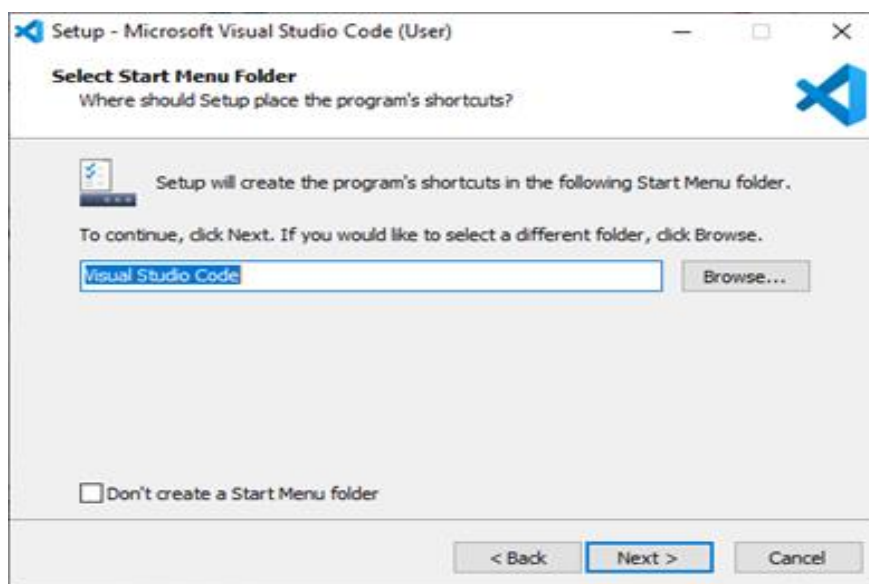 Setup - Microsoft Visual Studio Code (User)
Select Start Menu Folder
Where should Setup place the program's shortcuts?
Setup will create the program's shortcuts in the following Start Menu folder.
To continue, click Next. If you would like to select a different folder, click Browse.
Visual Studio Code
Browse...
Don't create a Start Menu folder
< Back
Next >
Cancel